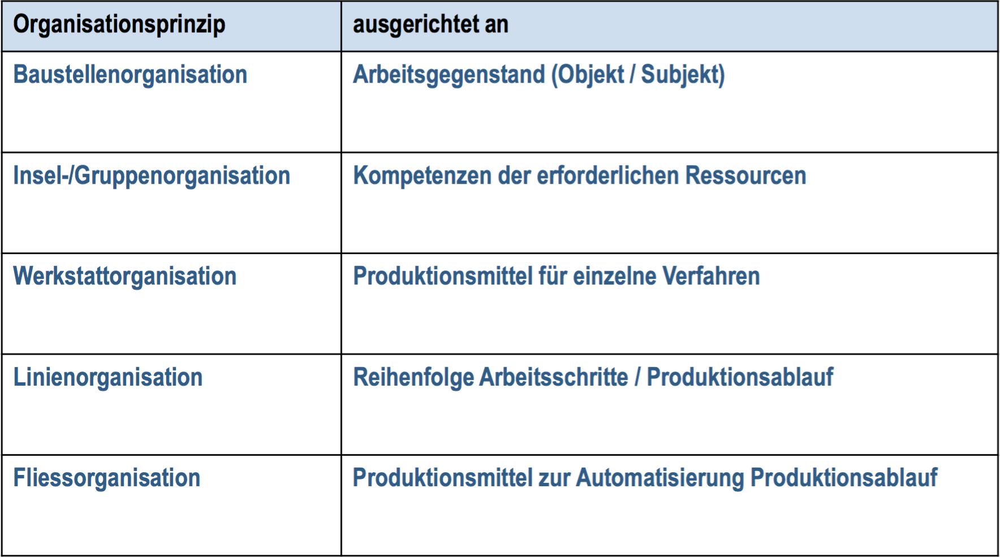 Organisationsprinzip ausgerichtet an
Baustellenorganisation Arbeitsgegenstand (Objekt / Subjekt)
Insel-/Gruppenorganisation Kompetenzen der erforderlichen Ressourcen
Werkstattorganisation Produktionsmittel für einzelne Verfahren
Linienorganisation Reihenfolge Arbeitsschritte / Produktionsablauf
Fliessorganisation Produktionsmittel zur Automatisierung Produktionsablauf